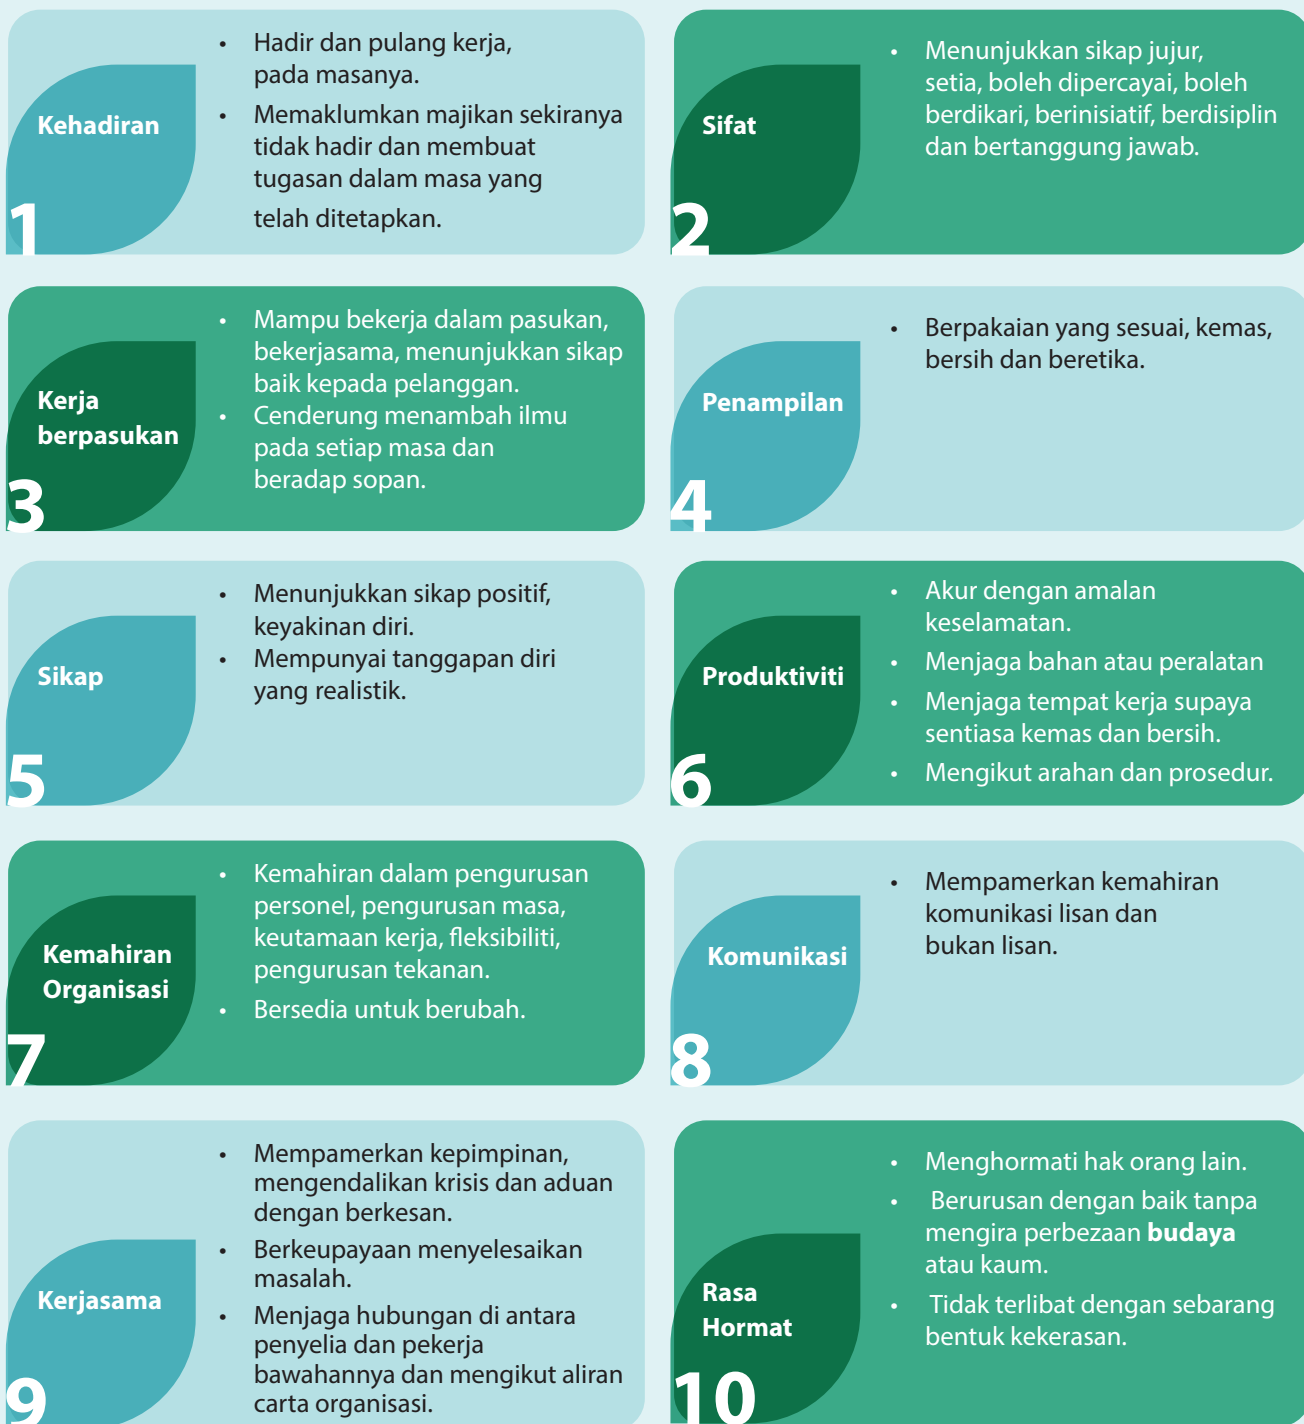 Kehadiran
1
• Hadir dan pulang kerja,
pada masanya.
• Memaklumkan majikan sekiranya
tidak hadir dan membuat
tugasan dalam masa yang
telah ditetapkan.
Sifat
2
• Menunjukkan sikap jujur,
setia, boleh dipercayai, boleh
berdikari, berinisiatif, berdisiplin
dan bertanggung jawab.
Kerja
berpasukan
3
• Mampu bekerja dalam pasukan,
bekerjasama, menunjukkan sikap
baik kepada pelanggan.
• Cenderung menambah ilmu
pada setiap masa dan
beradap sopan.
Penampilan
4
• Berpakaian yang sesuai, kemas,
bersih dan beretika.
Sikap
5
• Menunjukkan sikap positif,
keyakinan diri.
• Mempunyai tanggapan diri
yang realistik.
Produktiviti
6
• Akur dengan amalan
keselamatan.
• Menjaga bahan atau peralatan
• Menjaga tempat kerja supaya
sentiasa kemas dan bersih.
• Mengikut arahan dan prosedur.
Kemahiran
Organisasi
7
• Kemahiran dalam pengurusan
personel, pengurusan masa,
keutamaan kerja, fleksibiliti,
pengurusan tekanan.
• Bersedia untuk berubah.
Komunikasi
8
• Mempamerkan kemahiran
komunikasi lisan dan
bukan lisan.
Kerjasama
9
• Mempamerkan kepimpinan,
mengendalikan krisis dan aduan
dengan berkesan.
• Berkeupayaan menyelesaikan
masalah.
• Menjaga hubungan di antara
penyelia dan pekerja
bawahannya dan mengikut aliran
carta organisasi.
Rasa
Hormat
10
• Menghormati hak orang lain.
• Berurusan dengan baik tanpa
mengira perbezaan budaya
atau kaum.
• Tidak terlibat dengan sebarang
bentuk kekerasan.